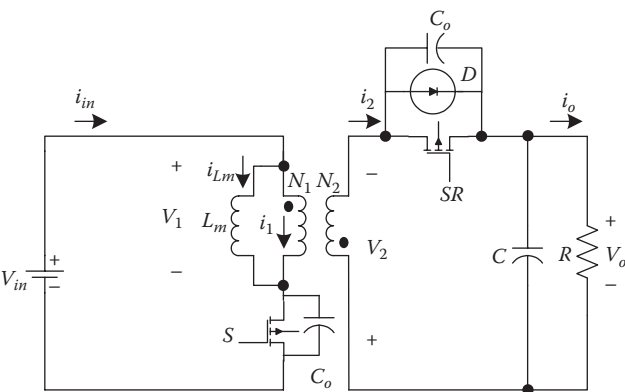 C_o
D
i_in
i_2
i_o
+
i_Lm
N_1 N_2
−
SR
V_1
L_m
i_1
V_2
C
R
+
V_o
−
V_in
+
−
−
S
+
C_o